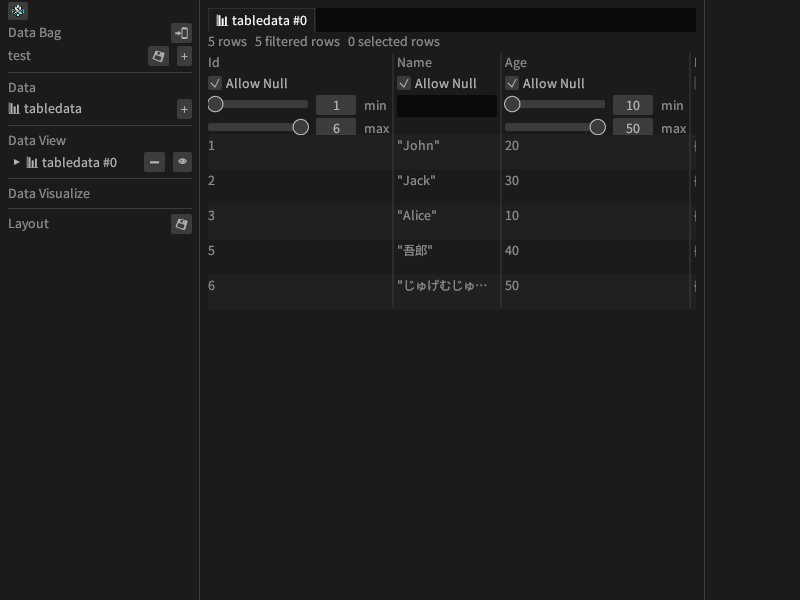 Data Bag
test
+
Data
tabledata
+
Data View
tabledata #0
Data Visualize
Layout
tabledata #0
5 rows 5 filtered rows 0 selected rows
Id Name Age
Allow Null Allow Null Allow Null
1 min 10 min
6 max 50 max
1 "John" 20
2 "Jack" 30
3 "Alice" 10
5 "吾郎" 40
6 "じゅげむじゅ… 50